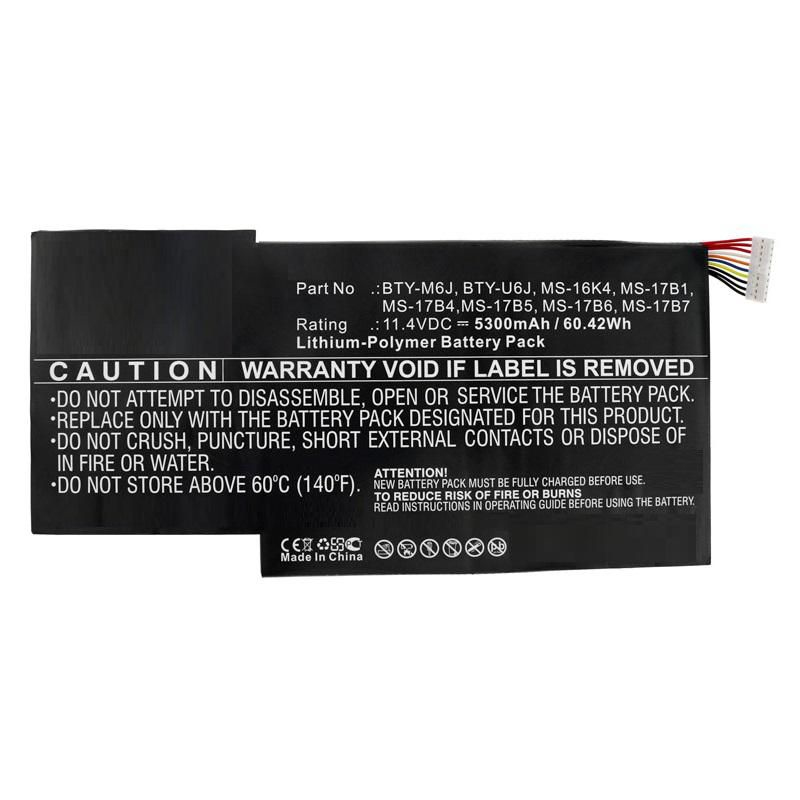 Part No .:BTY-M6J, BTY-U6J, MS-16K4, MS-17B1,
MS-17B4,MS-17B5, MS-17B6, MS-17B7
Rating .:11.4VDC ⎓ 5300mAh / 60.42Wh
Lithium-Polymer Battery Pack
CAUTION WARRANTY VOID IF LABEL IS REMOVED
•DO NOT ATTEMPT TO DISASSEMBLE, OPEN OR SERVICE THE BATTERY PACK.
•REPLACE ONLY WITH THE BATTERY PACK DESIGNATED FOR THIS PRODUCT.
•DO NOT CRUSH, PUNCTURE, SHORT EXTERNAL CONTACTS OR DISPOSE OF
IN FIRE OR WATER.
•DO NOT STORE ABOVE 60°C (140°F).
ATTENTION!
NEW BATTERY PACK MUST BE FULLY CHARGED BEFORE USE.
TO REDUCE RISK OF FIRE OR BURNS
READ INSTRUCTIONS IN OPERATING GUIDE BEFORE USING THE BATTERY.
CE
Made In China
Pb